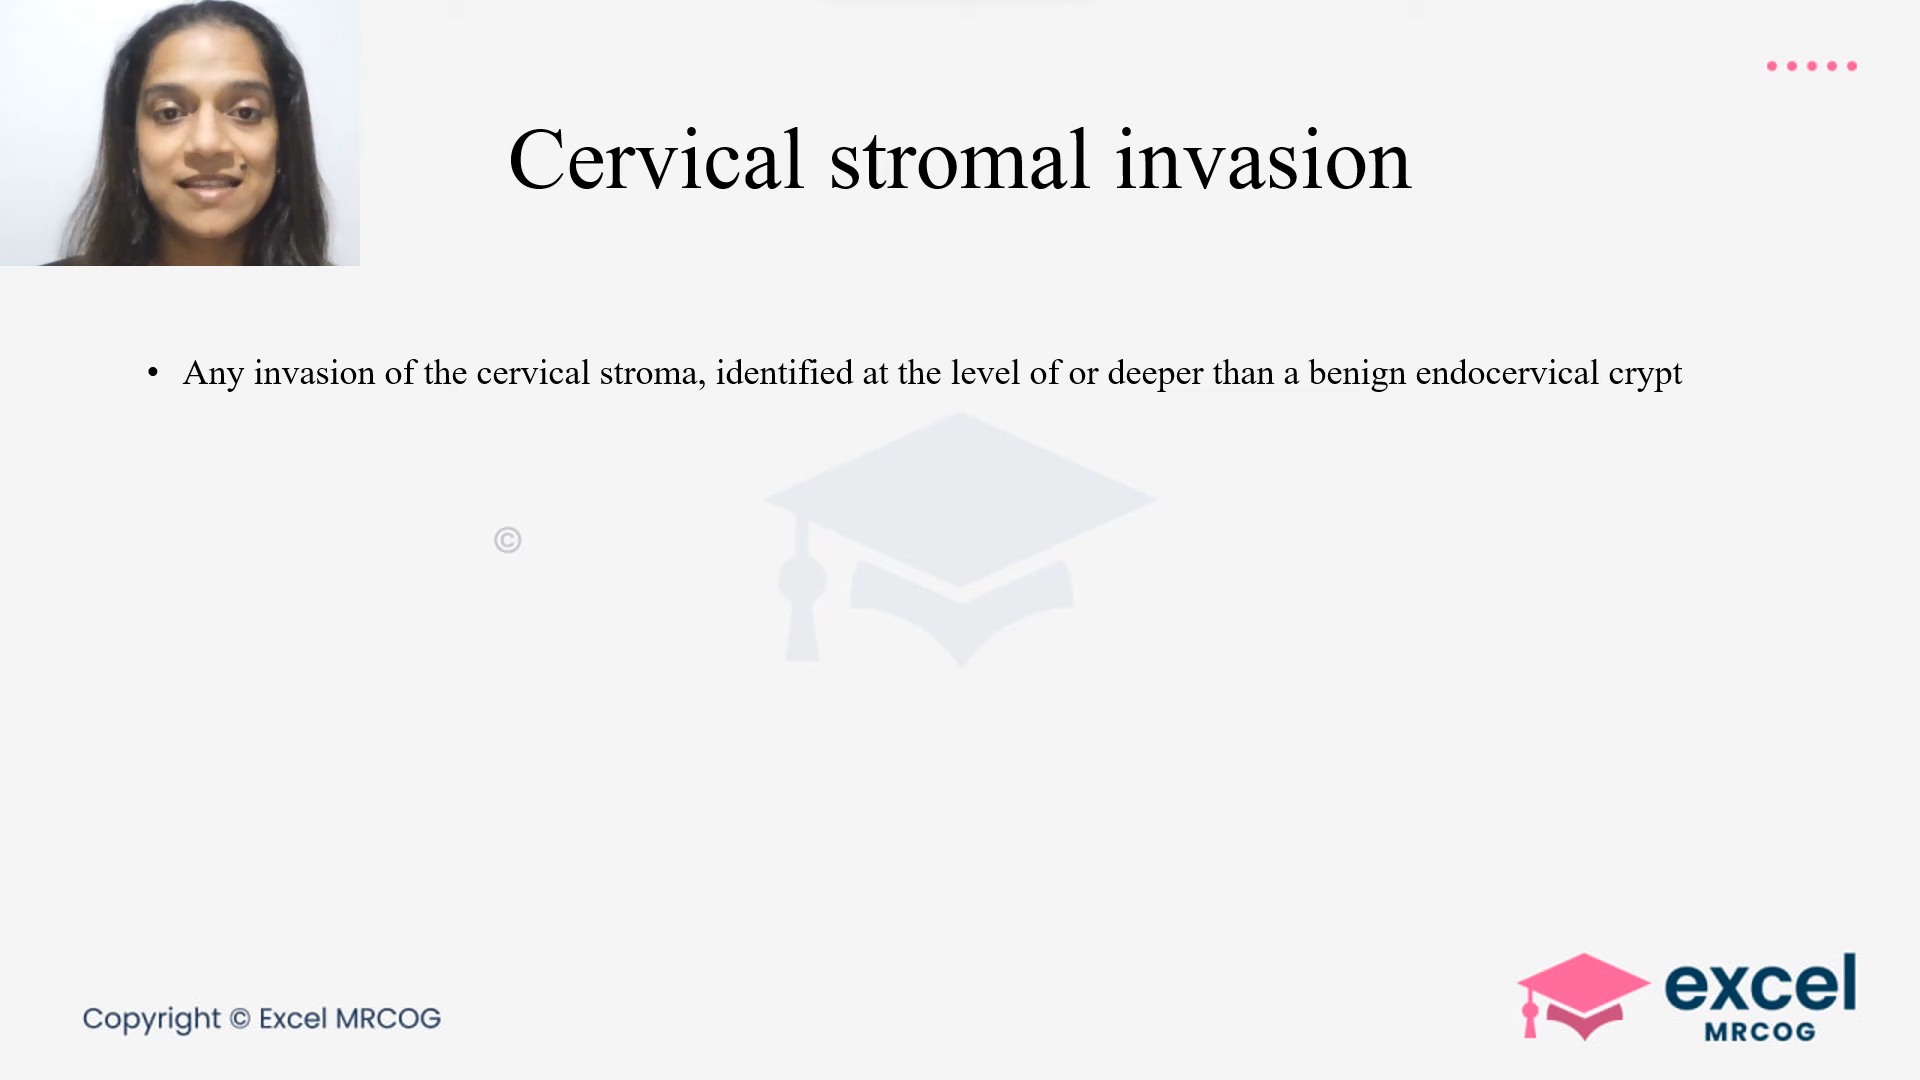 Cervical stromal invasion
• Any invasion of the cervical stroma, identified at the level of or deeper than a benign endocervical crypt
©
Copyright © Excel MRCOG
excel
MRCOG